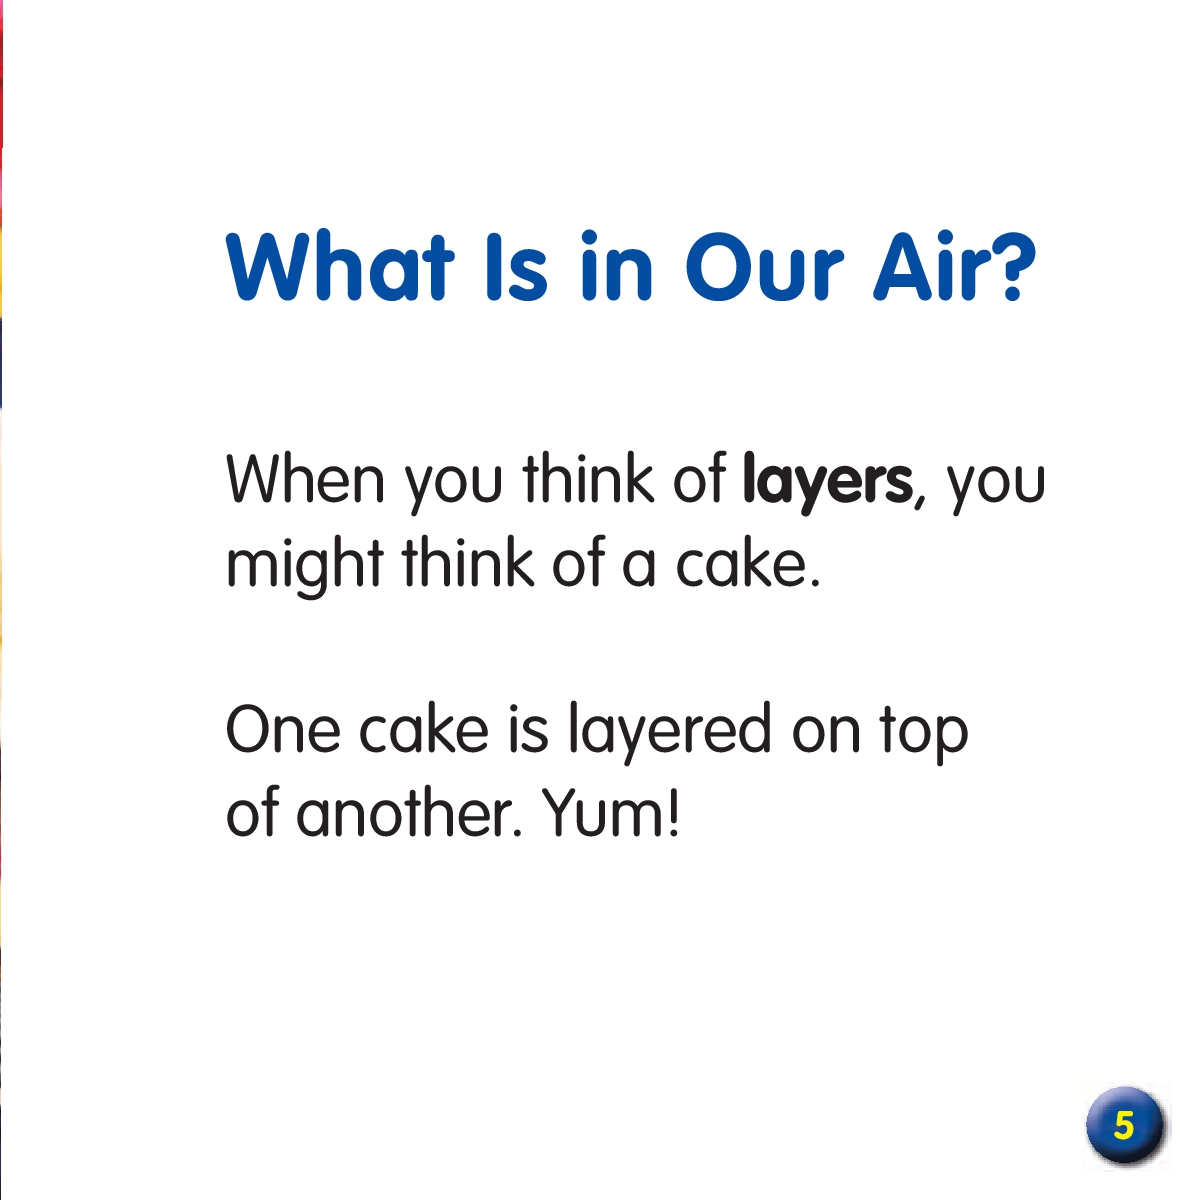 What Is in Our Air?
When you think of layers, you
might think of a cake.
One cake is layered on top
of another. Yum!
5